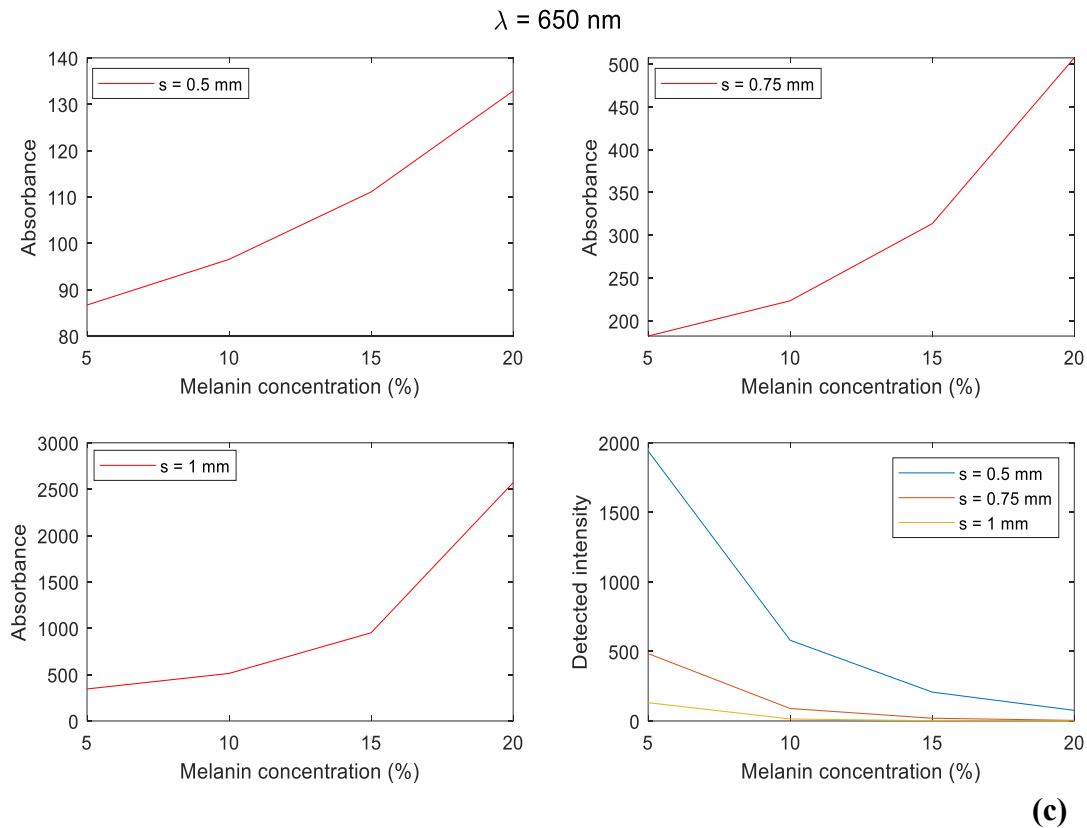 λ = 650 nm
140
130
120
110
100
90
80
Absorbance
s = 0.5 mm
5 10 15 20
Melanin concentration (%)
500
450
400
350
300
250
200
Absorbance
s = 0.75 mm
5 10 15 20
Melanin concentration (%)
3000
2500
2000
1500
1000
500
0
Absorbance
s = 1 mm
5 10 15 20
Melanin concentration (%)
2000
1500
1000
500
0
Detected intensity
s = 0.5 mm
s = 0.75 mm
s = 1 mm
5 10 15 20
Melanin concentration (%)
(c)